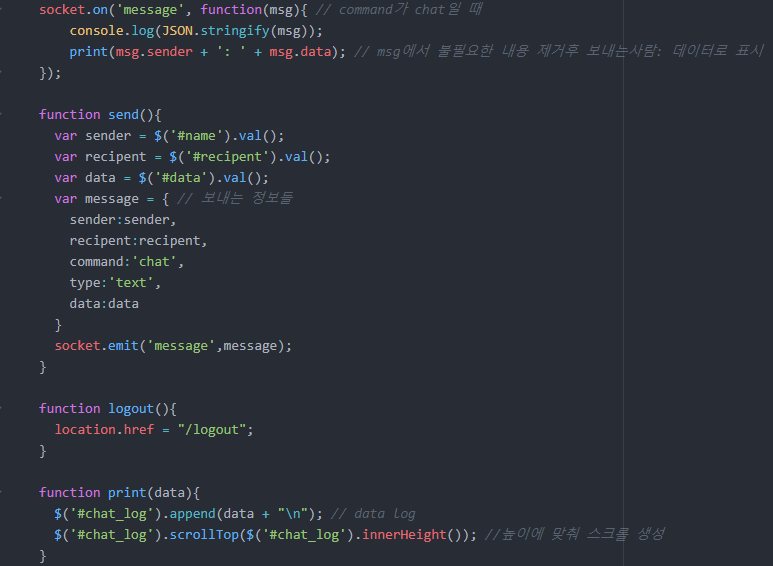 socket.on('message', function(msg){ // command가 chat일 때
console.log(JSON.stringify(msg));
print(msg.sender + ': ' + msg.data); // msg에서 불필요한 내용 제거후 보내는사람: 데이터로 표시
});
function send(){
var sender = $('#name').val();
var recipent = $('#recipent').val();
var data = $('#data').val();
var message = { // 보내는 정보들
sender:sender,
recipent:recipent,
command:'chat',
type:'text',
data:data
}
socket.emit('message',message);
}
function logout(){
location.href = "/logout";
}
function print(data){
$('#chat_log').append(data + "\n"); // data log
$('#chat_log').scrollTop($('#chat_log').innerHeight()); //높이에 맞춰 스크롤 생성
}